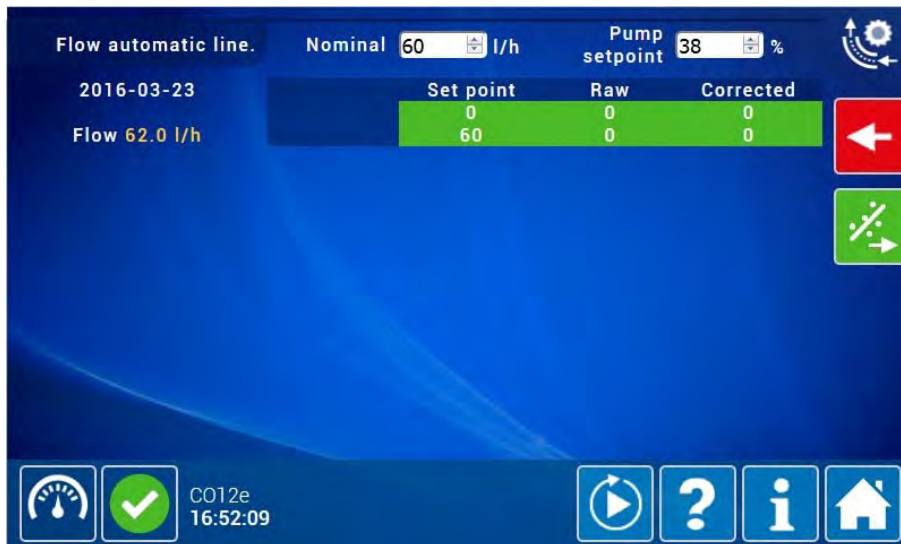 Flow automatic line. Nominal 60 l/h Pump setpoint 38 %
2016-03-23 Set point Raw Corrected
0 0 0
Flow 62.0 l/h 60 0 0
CO12e
16:52:09